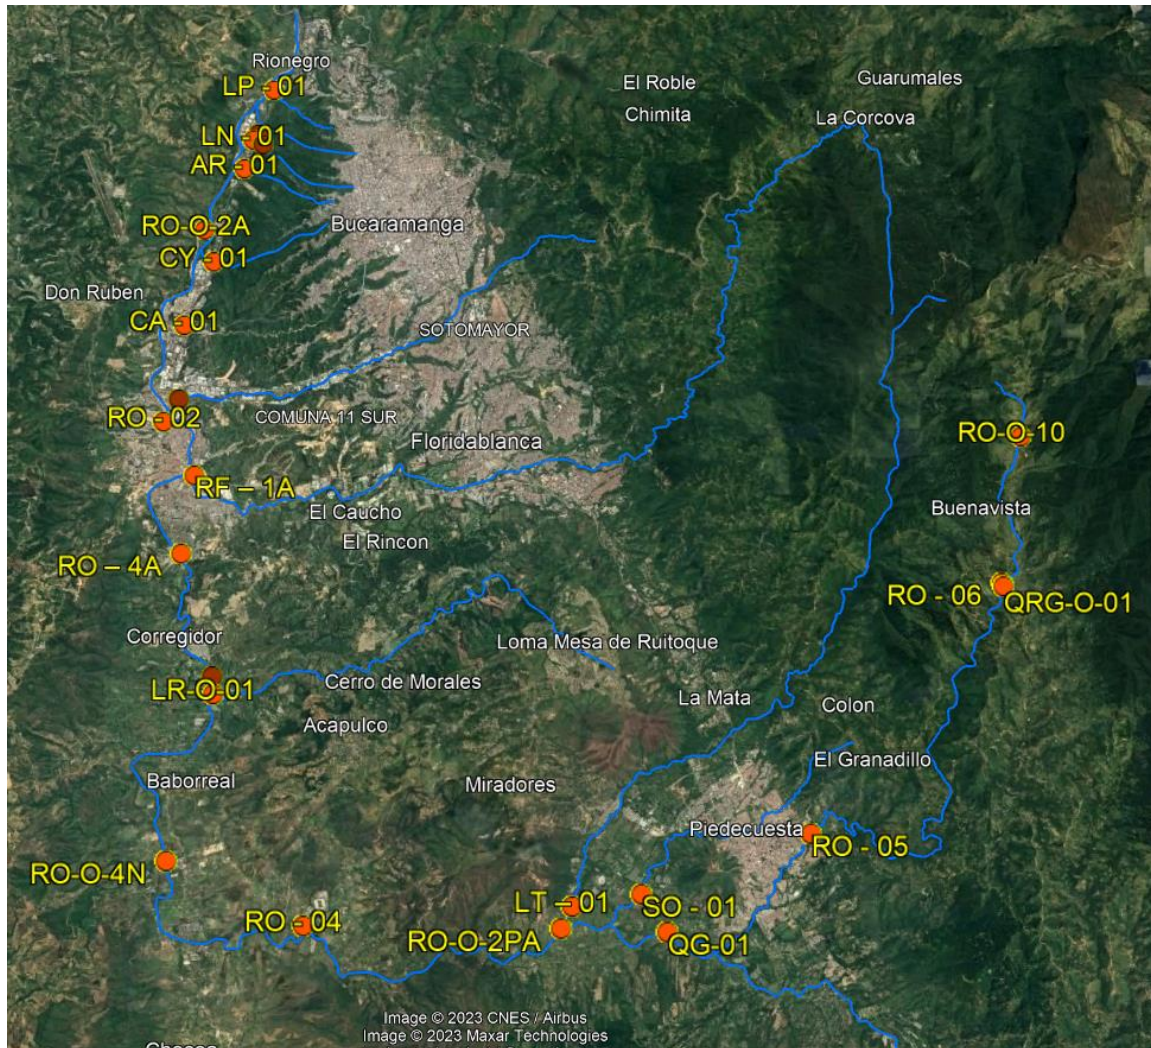 Rionegro
LP - 01
El Roble
Guarumales
Chimita
La Corcova
LN - 01
AR - 01
RO-O-2A
Bucaramanga
CY - 01
Don Ruben
CA - 01
SOTOMAYOR
RO - 02
COMUNA 11 SUR
Floridablanca
RO-O-10
RF – 1A
El Caucho
Buenavista
El Rincon
RO – 4A
RO - 06
QRG-O-01
Corregidor
Loma Mesa de Ruitoque
LR-O-01
Cerro de Morales
La Mata
Colon
Acapulco
El Granadillo
Baborreal
Miradores
Piedecuesta
RO - 05
RO-O-4N
LT – 01
SO - 01
RO - 04
RO-O-2PA
QG-01
Image © 2023 CNES / Airbus
Image © 2023 Maxar Technologies